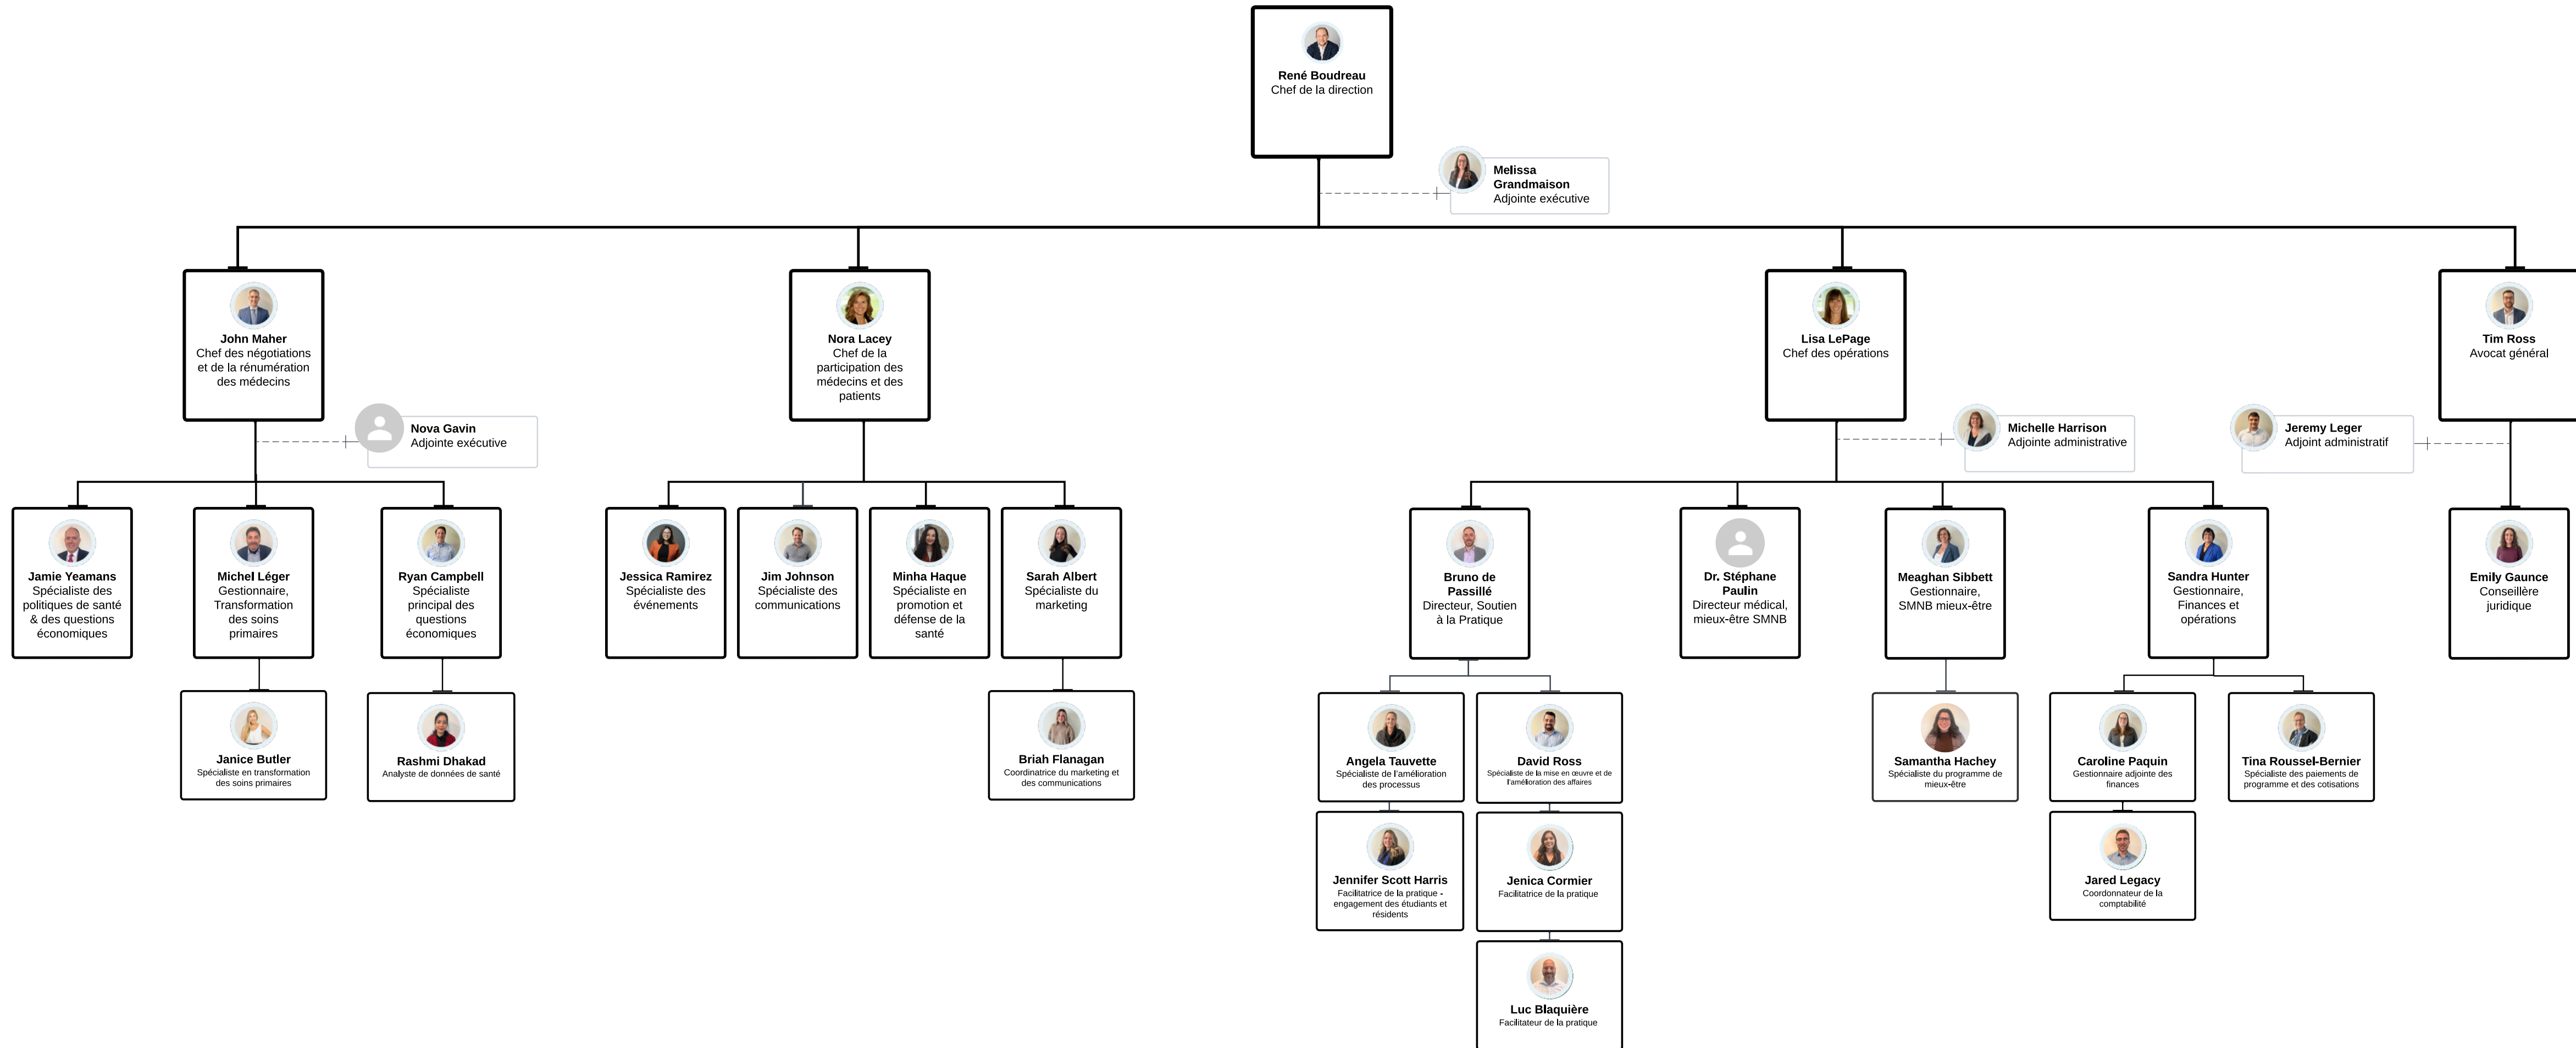 René Boudreau
Chef de la direction
Melissa
Grandmaison
Adjointe exécutive
John Maher
Chef des négociations
et de la rénumération
des médecins
Nora Lacey
Chef de la
participation des
médecins et des
patients
Lisa LePage
Chef des opérations
Tim Ross
Avocat général
Nova Gavin
Adjointe exécutive
Michelle Harrison
Adjointe administrative
Jeremy Leger
Adjoint administratif
Jamie Yeamans
Spécialiste des
politiques de santé
& des questions
économiques
Michel Léger
Gestionnaire,
Transformation
des soins
primaires
Ryan Campbell
Spécialiste
principal des
questions
économiques
Jessica Ramirez
Spécialiste des
événements
Jim Johnson
Spécialiste des
communications
Minha Haque
Spécialiste en
promotion et
défense de la
santé
Sarah Albert
Spécialiste du
marketing
Bruno de
Passillé
Directeur, Soutien
à la Pratique
Dr. Stéphane
Paulin
Directeur médical,
mieux-être SMNB
Meaghan Sibbett
Gestionnaire,
SMNB mieux-être
Sandra Hunter
Gestionnaire,
Finances et
opérations
Emily Gaunce
Conseillère
juridique
Janice Butler
Spécialiste en transformation
des soins primaires
Rashmi Dhakad
Analyste de données de santé
Briah Flanagan
Coordinatrice du marketing et
des communications
Angela Tauvette
Spécialiste de l'amélioration
des processus
David Ross
Spécialiste de la mise en œuvre et de
l'amélioration des affaires
Samantha Hachey
Spécialiste du programme de
mieux-être
Caroline Paquin
Gestionnaire adjointe des
finances
Tina Roussel-Bernier
Spécialiste des paiements de
programme et des cotisations
Jennifer Scott Harris
Facilitatrice de la pratique -
engagement des étudiants et
résidents
Jenica Cormier
Facilitatrice de la pratique
Jared Legacy
Coordonnateur de la
comptabilité
Luc Blaquière
Facilitateur de la pratique